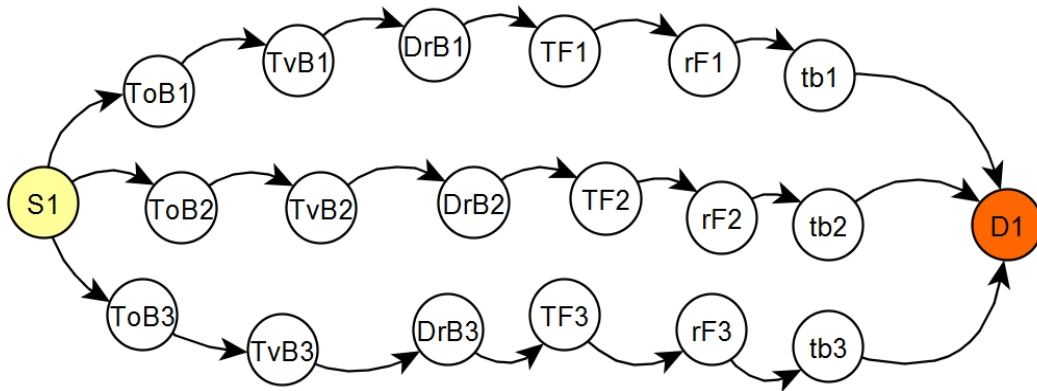 S1
ToB1
TvB1
DrB1
TF1
rF1
tb1
ToB2
TvB2
DrB2
TF2
rF2
tb2
D1
ToB3
TvB3
DrB3
TF3
rF3
tb3